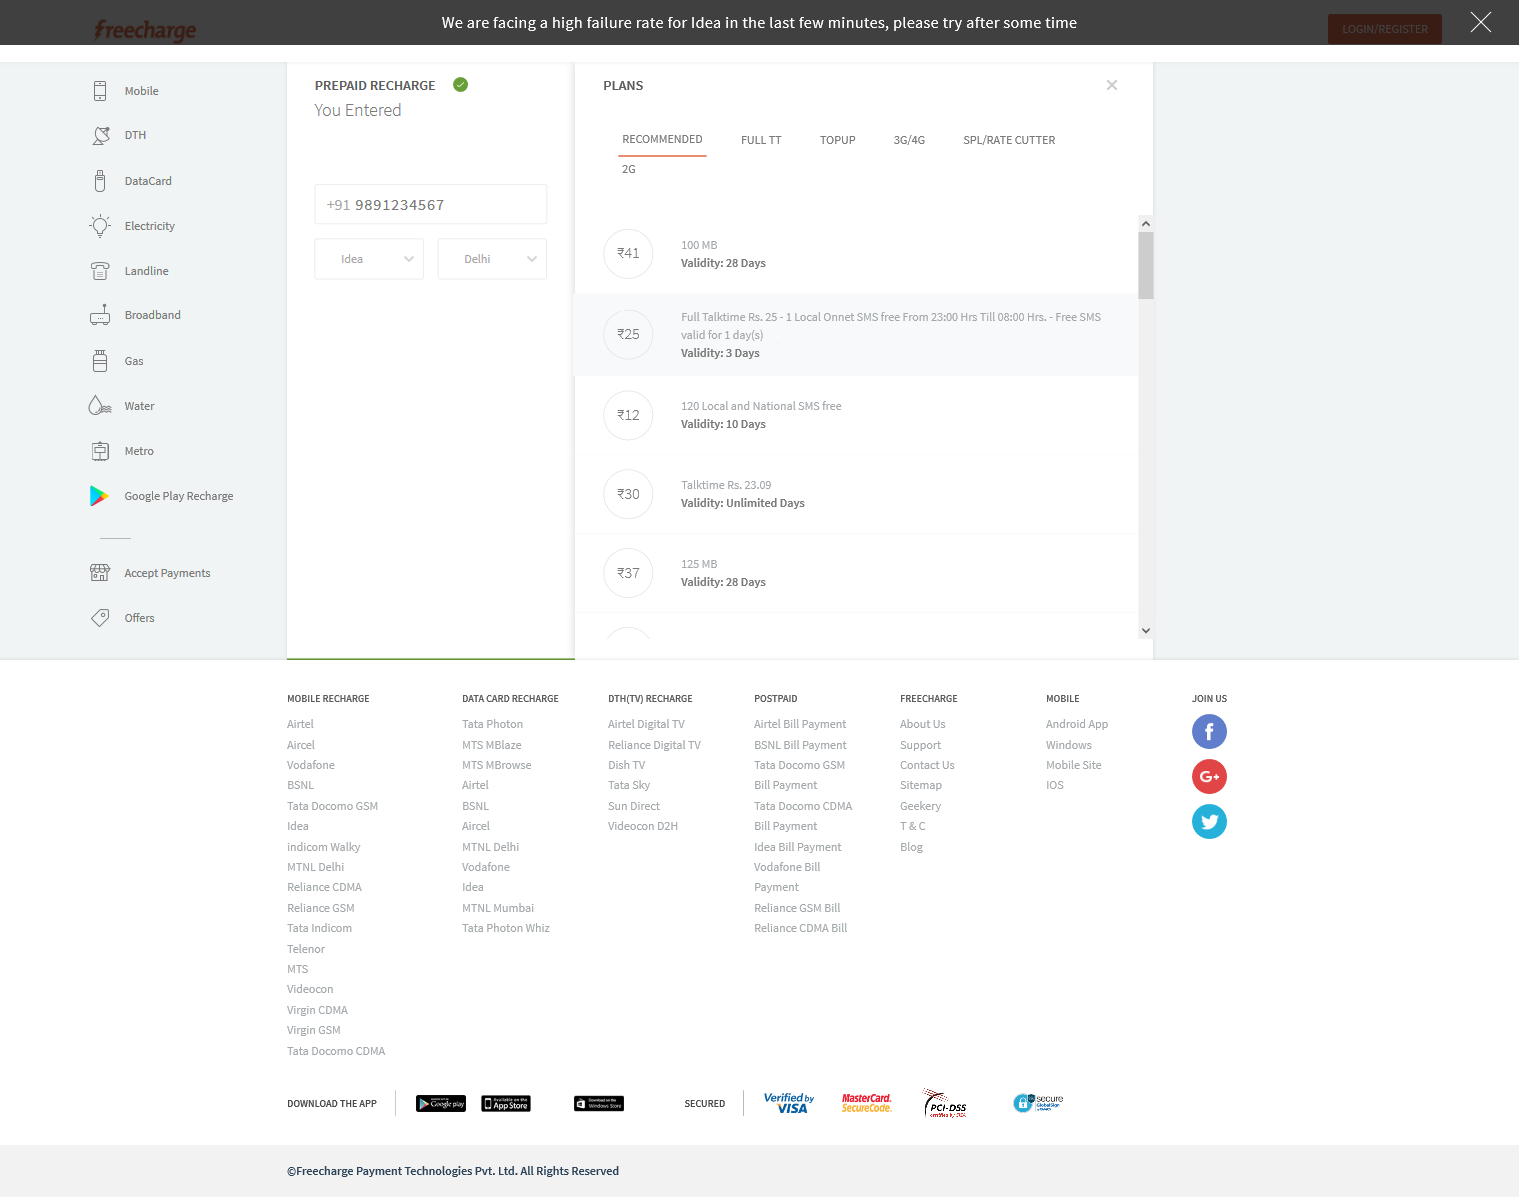 We are facing a high failure rate for Idea in the last few minutes, please try after some time
freecharge
LOGIN/REGISTER
Mobile
DTH
DataCard
Electricity
Landline
Broadband
Gas
Water
Metro
Google Play Recharge
Accept Payments
Offers
PREPAID RECHARGE
You Entered
+91 9891234567
Idea
Delhi
PLANS
RECOMMENDED
FULL TT
TOPUP
3G/4G
SPL/RATE CUTTER
2G
₹41
100 MB
Validity: 28 Days
₹25
Full Talktime Rs. 25 - 1 Local Onnet SMS free From 23:00 Hrs Till 08:00 Hrs. - Free SMS
valid for 1 day(s)
Validity: 3 Days
₹12
120 Local and National SMS free
Validity: 10 Days
₹30
Talktime Rs. 23.09
Validity: Unlimited Days
₹37
125 MB
Validity: 28 Days
MOBILE RECHARGE
Airtel
Aircel
Vodafone
BSNL
Tata Docomo GSM
Idea
indicom Walky
MTNL Delhi
Reliance CDMA
Reliance GSM
Tata Indicom
Telenor
MTS
Videocon
Virgin CDMA
Virgin GSM
Tata Docomo CDMA
DATA CARD RECHARGE
Tata Photon
MTS MBlaze
MTS MBrowse
Airtel
BSNL
Aircel
MTNL Delhi
Vodafone
Idea
MTNL Mumbai
Tata Photon Whiz
DTH(TV) RECHARGE
Airtel Digital TV
Reliance Digital TV
Dish TV
Tata Sky
Sun Direct
Videocon D2H
POSTPAID
Airtel Bill Payment
BSNL Bill Payment
Tata Docomo GSM
Bill Payment
Tata Docomo CDMA
Bill Payment
Idea Bill Payment
Vodafone Bill
Payment
Reliance GSM Bill
Reliance CDMA Bill
FREECHARGE
About Us
Support
Contact Us
Sitemap
Geekery
T & C
Blog
MOBILE
Android App
Windows
Mobile Site
IOS
JOIN US
f
G+
DOWNLOAD THE APP
Google play
Available on the
App Store
Download on the
Windows Store
SECURED
Verified by
VISA
MasterCard.
SecureCode.
PCI-DSS
secure
GlobalSign
©Freecharge Payment Technologies Pvt. Ltd. All Rights Reserved